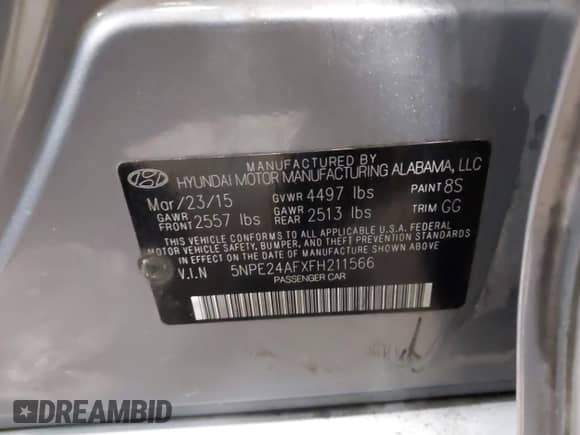 MANUFACTURED BY
HYUNDAI MOTOR MANUFACTURING ALABAMA, LLC
Mar/23/15 GVWR 4497 lbs PAINT 8S
GAWR FRONT 2557 lbs GAWR REAR 2513 lbs TRIM GG
THIS VEHICLE CONFORMS TO ALL APPLICABLE U.S.A. FEDERAL
MOTOR VEHICLE SAFETY, BUMPER, AND THEFT PREVENTION
STANDARDS IN EFFECT ON THE DATE OF MANUFACTURE SHOWN ABOVE.
V.I.N 5NPE24AFXFH211566
PASSENGER CAR
DREAMBID